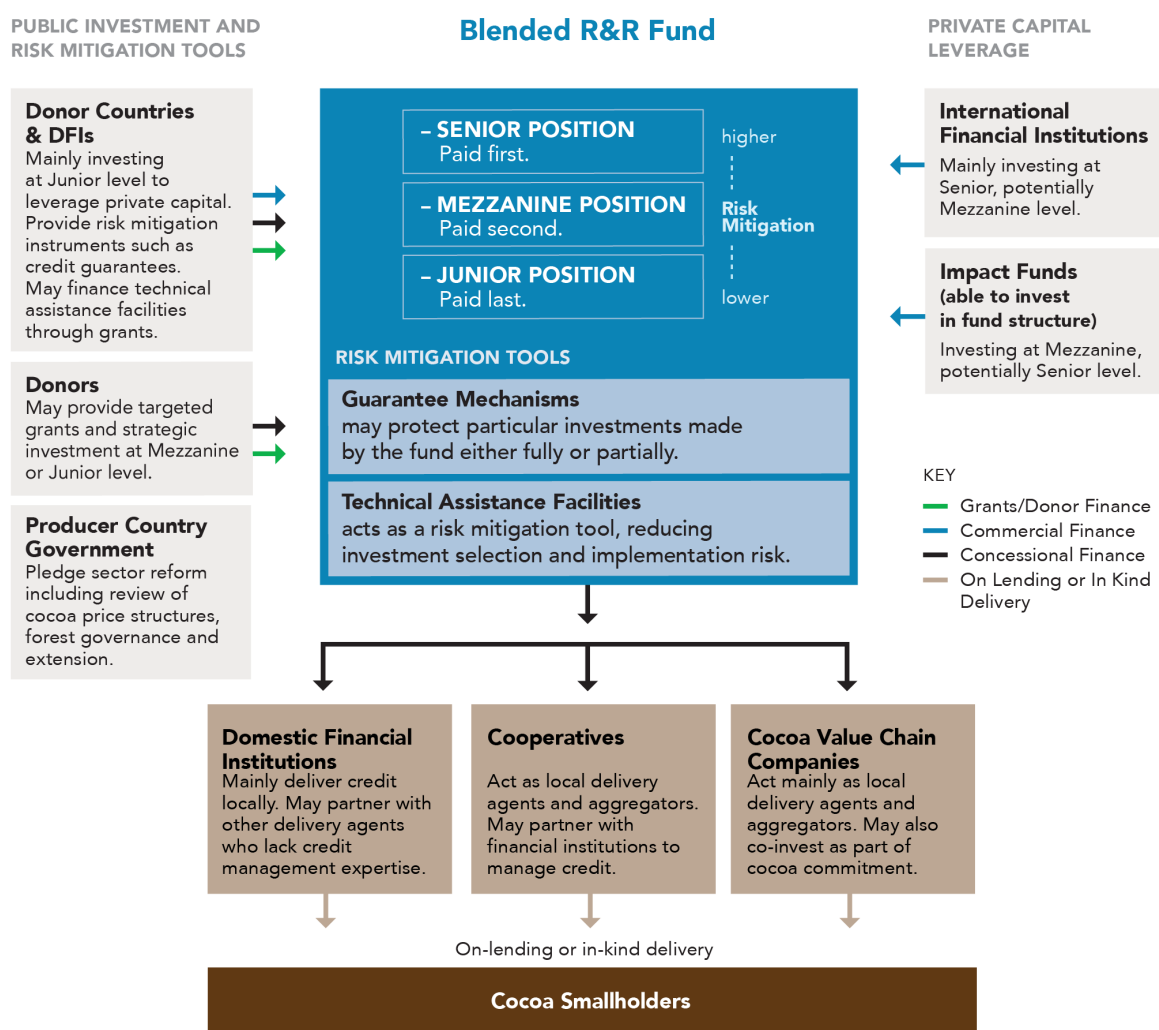 PUBLIC INVESTMENT AND
RISK MITIGATION TOOLS
Blended R&R Fund
PRIVATE CAPITAL
LEVERAGE
Donor Countries
& DFIs
Mainly investing
at Junior level to
leverage private capital.
Provide risk mitigation
instruments such as
credit guarantees.
May finance technical
assistance facilities
through grants.
Donors
May provide targeted
grants and strategic
investment at Mezzanine
or Junior level.
Producer Country
Government
Pledge sector reform
including review of
cocoa price structures,
forest governance and
extension.
– SENIOR POSITION
Paid first.
– MEZZANINE POSITION
Paid second.
– JUNIOR POSITION
Paid last.
higher
Risk
Mitigation
lower
RISK MITIGATION TOOLS
Guarantee Mechanisms
may protect particular investments made
by the fund either fully or partially.
Technical Assistance Facilities
acts as a risk mitigation tool, reducing
investment selection and implementation risk.
International
Financial Institutions
Mainly investing at
Senior, potentially
Mezzanine level.
Impact Funds
(able to invest
in fund structure)
Investing at Mezzanine,
potentially Senior level.
KEY
Grants/Donor Finance
Commercial Finance
Concessional Finance
On Lending or In Kind
Delivery
Domestic Financial
Institutions
Mainly deliver credit
locally. May partner with
other delivery agents
who lack credit
management expertise.
Cooperatives
Act as local delivery
agents and aggregators.
May partner with
financial institutions to
manage credit.
Cocoa Value Chain
Companies
Act mainly as local
delivery agents and
aggregators. May also
co-invest as part of
cocoa commitment.
On-lending or in-kind delivery
Cocoa Smallholders